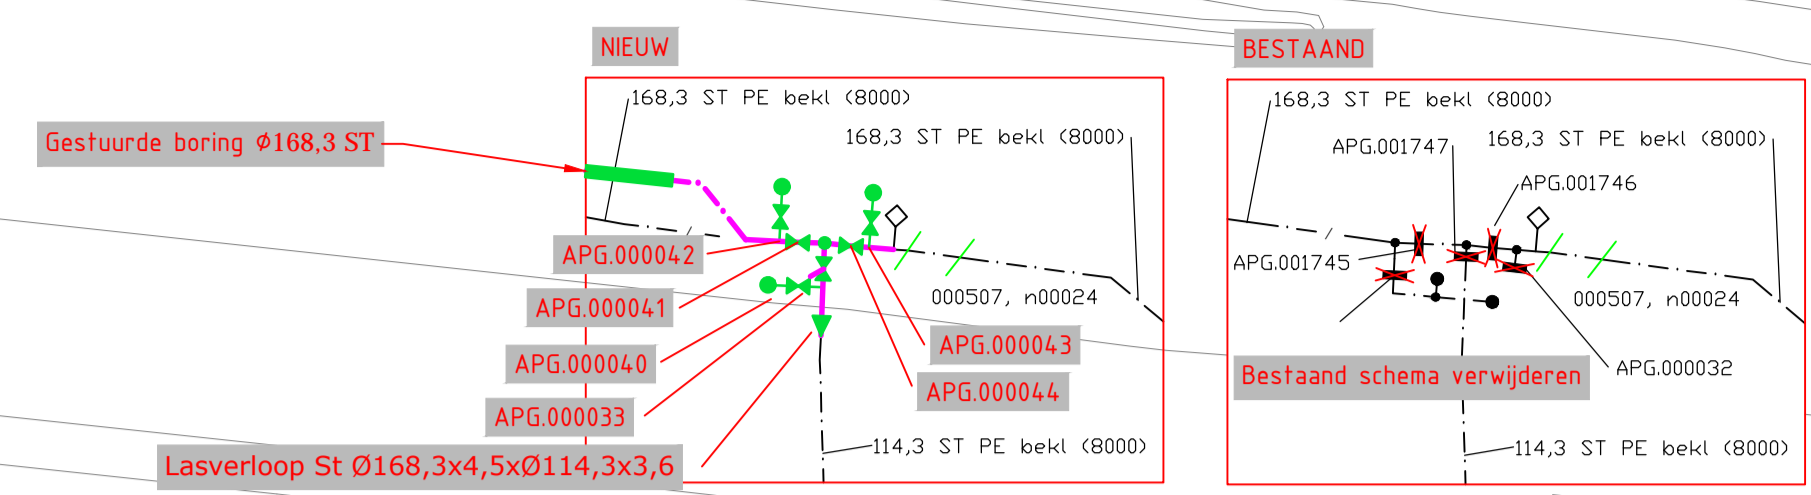 NIEUW
168,3 ST PE bekl (8000)
168,3 ST PE bekl (8000)
Gestuurde boring Ø168,3 ST
APG.000042
APG.000041
APG.000040
APG.000033
Lasverloop St Ø168,3x4,5xØ114,3x3,6
000507, n00024
APG.000043
APG.000044
114,3 ST PE bekl (8000)
BESTAAND
168,3 ST PE bekl (8000)
APG.001747
168,3 ST PE bekl (8000)
APG.001746
APG.001745
000507, n00024
Bestaand schema verwijderen
APG.000032
114,3 ST PE bekl (8000)